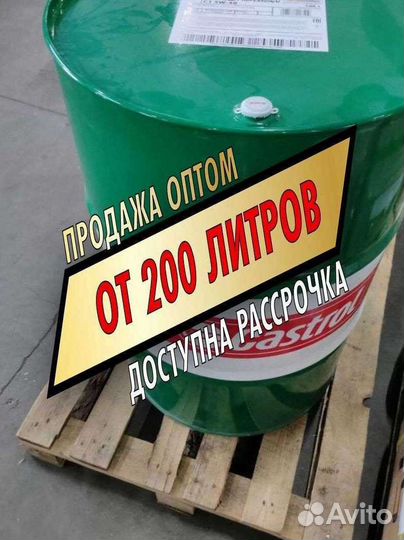 ПРОДАЖА ОПТОМ
ОТ 200 ЛИТРОВ
ДОСТУПНА РАССРОЧКА
Castrol
Avito